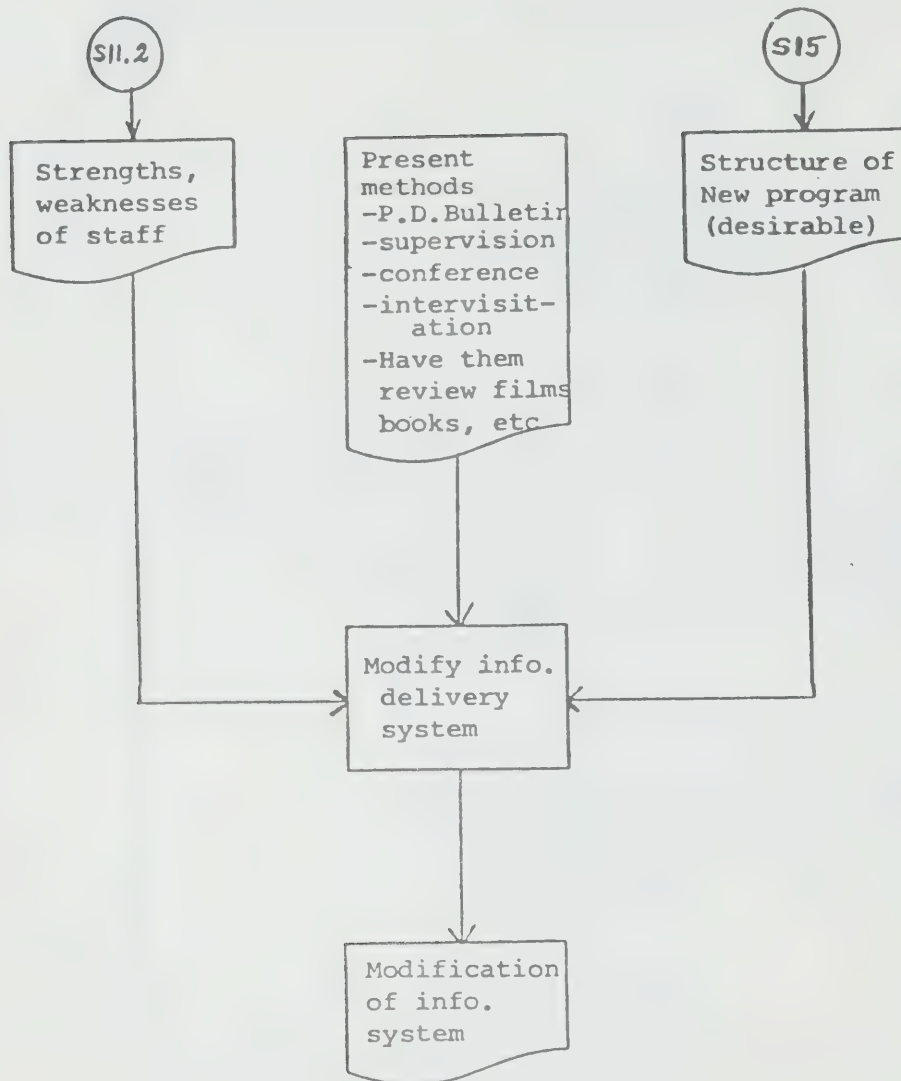 S11.2
S15
Strengths,
weaknesses
of staff
Present
methods
-P.D.Bulletin
-supervision
-conference
-intervisit-
ation
-Have them
review films
books, etc
Structure of
New program
(desirable)
Modify info.
delivery
system
Modification
of info.
system